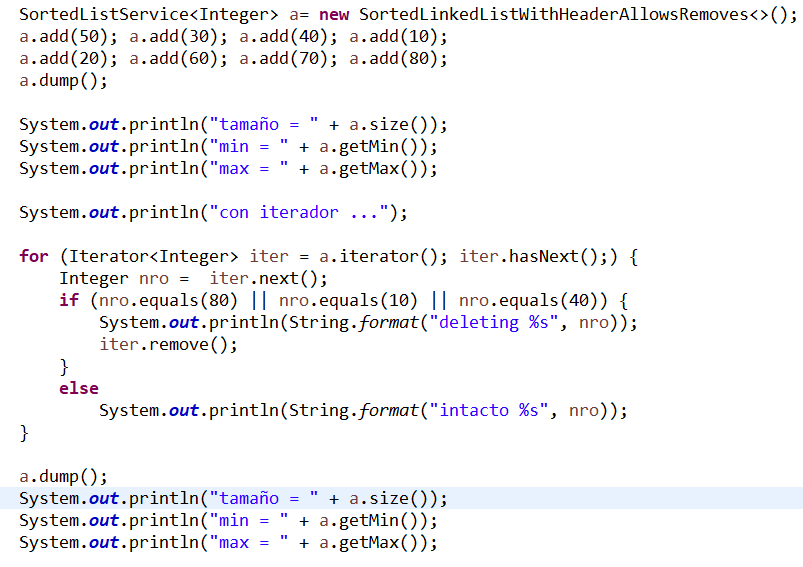 SortedListService<Integer> a= new SortedLinkedListWithHeaderAllowsRemoves<>();
a.add(50); a.add(30); a.add(40); a.add(10);
a.add(20); a.add(60); a.add(70); a.add(80);
a.dump();

System.out.println("tamaño = " + a.size());
System.out.println("min = " + a.getMin());
System.out.println("max = " + a.getMax());

System.out.println("con iterador ...");

for (Iterator<Integer> iter = a.iterator(); iter.hasNext();) {
    Integer nro =  iter.next();
    if (nro.equals(80) || nro.equals(10) || nro.equals(40)) {
        System.out.println(String.format("deleting %s", nro));
        iter.remove();
    }
    else
        System.out.println(String.format("intacto %s", nro));
}

a.dump();
System.out.println("tamaño = " + a.size());
System.out.println("min = " + a.getMin());
System.out.println("max = " + a.getMax());